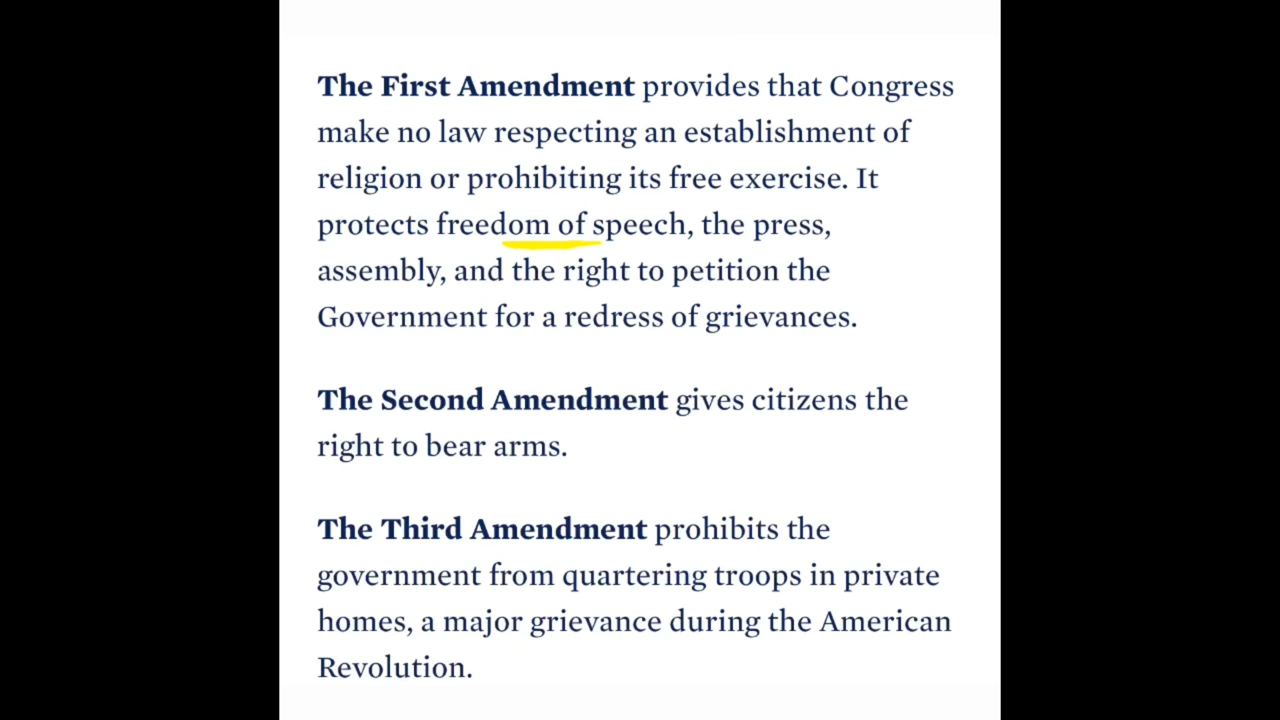 The First Amendment provides that Congress
make no law respecting an establishment of
religion or prohibiting its free exercise. It
protects freedom of speech, the press,
assembly, and the right to petition the
Government for a redress of grievances.
The Second Amendment gives citizens the
right to bear arms.
The Third Amendment prohibits the
government from quartering troops in private
homes, a major grievance during the American
Revolution.